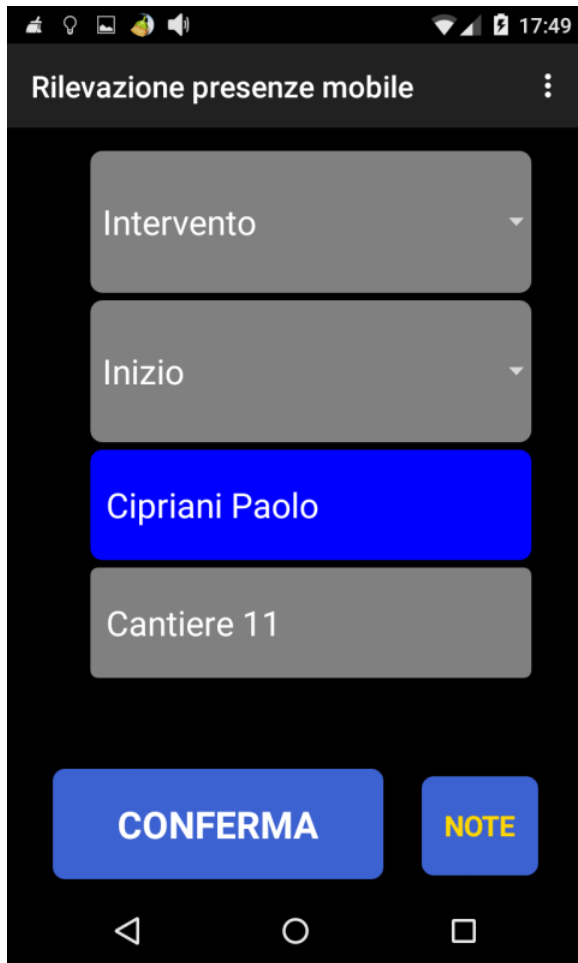 17:49
Rilevazione presenze mobile
Intervento
Inizio
Cipriani Paolo
Cantiere 11
CONFERMA
NOTE